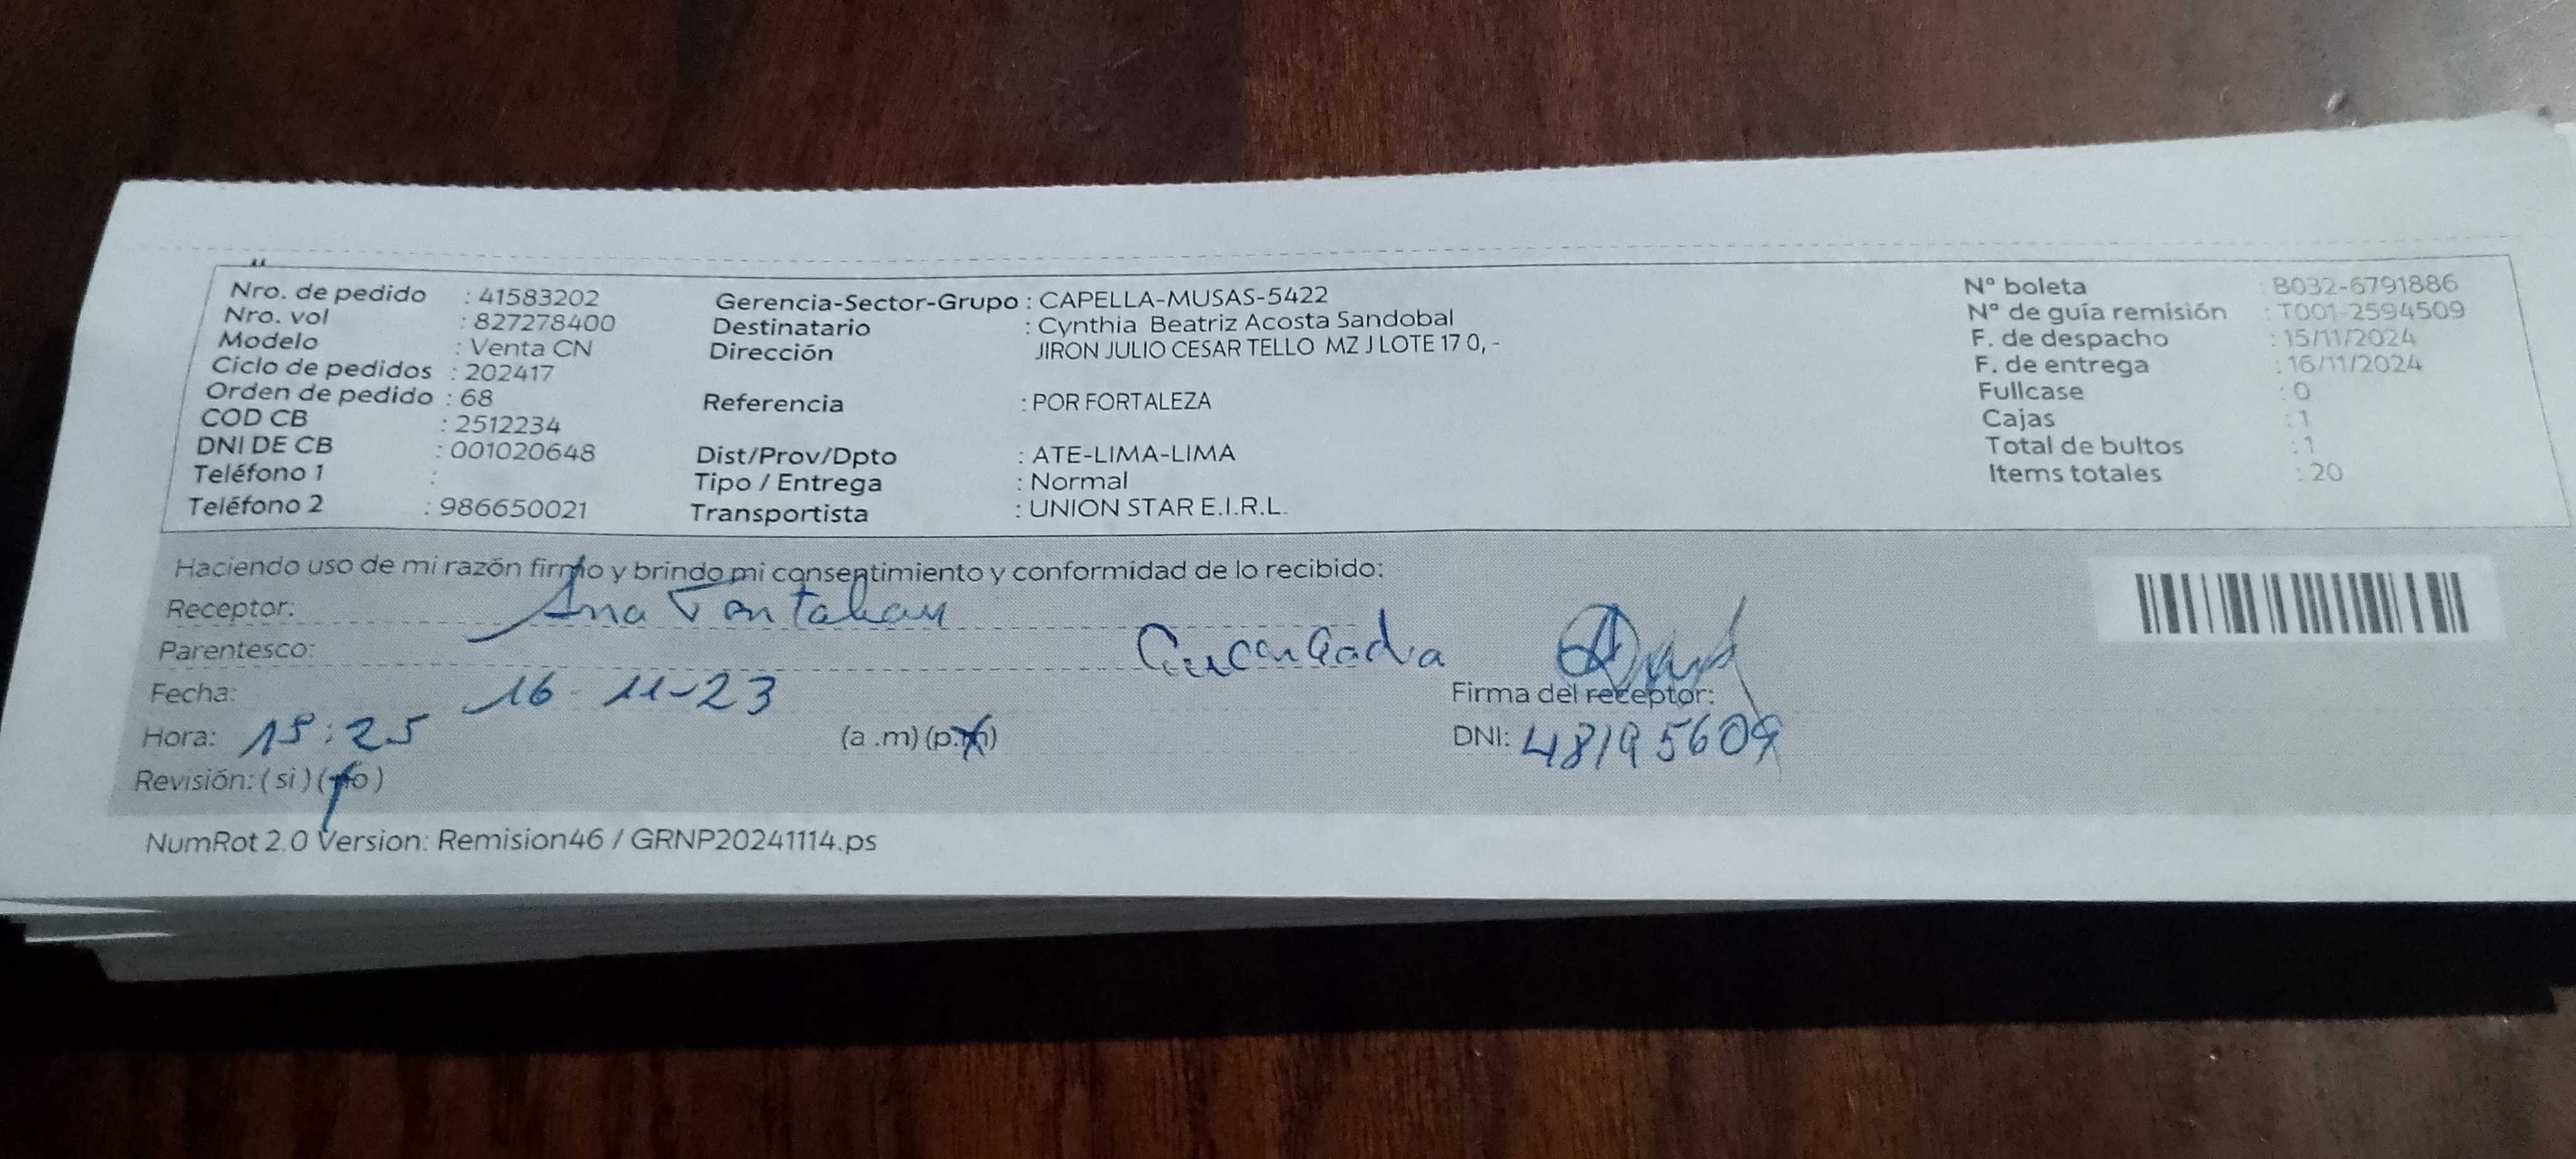 Nro. de pedido : 41583202
Nro. vol : 827278400
Modelo : Venta CN
Ciclo de pedidos : 202417
Orden de pedido : 68
COD CB : 2512234
DNI DE CB : 001020648
Teléfono 1 :
Teléfono 2 : 986650021
Gerencia-Sector-Grupo : CAPELLA-MUSAS-5422
Destinatario : Cynthia Beatriz Acosta Sandobal
Dirección JIRON JULIO CESAR TELLO MZ J LOTE 17 0, -
Referencia : POR FORTALEZA
Dist/Prov/Dpto : ATE-LIMA-LIMA
Tipo / Entrega : Normal
Transportista : UNION STAR E.I.R.L.
N° boleta : B032-6791886
N° de guía remisión : T001-2594509
F. de despacho : 15/11/2024
F. de entrega : 16/11/2024
Fullcase : 0
Cajas : 1
Total de bultos : 1
Items totales : 20
Haciendo uso de mi razón firmo y brindo mi consentimiento y conformidad de lo recibido:
Receptor: Ana
Parentesco: Encargada
Fecha: 16-11-23
Firma del receptor:
Hora: 15:25 (a .m) (p.m)
DNI: 48195609
Revisión: ( si ) ( no )
NumRot 2.0 Version: Remision46 / GRNP20241114.ps